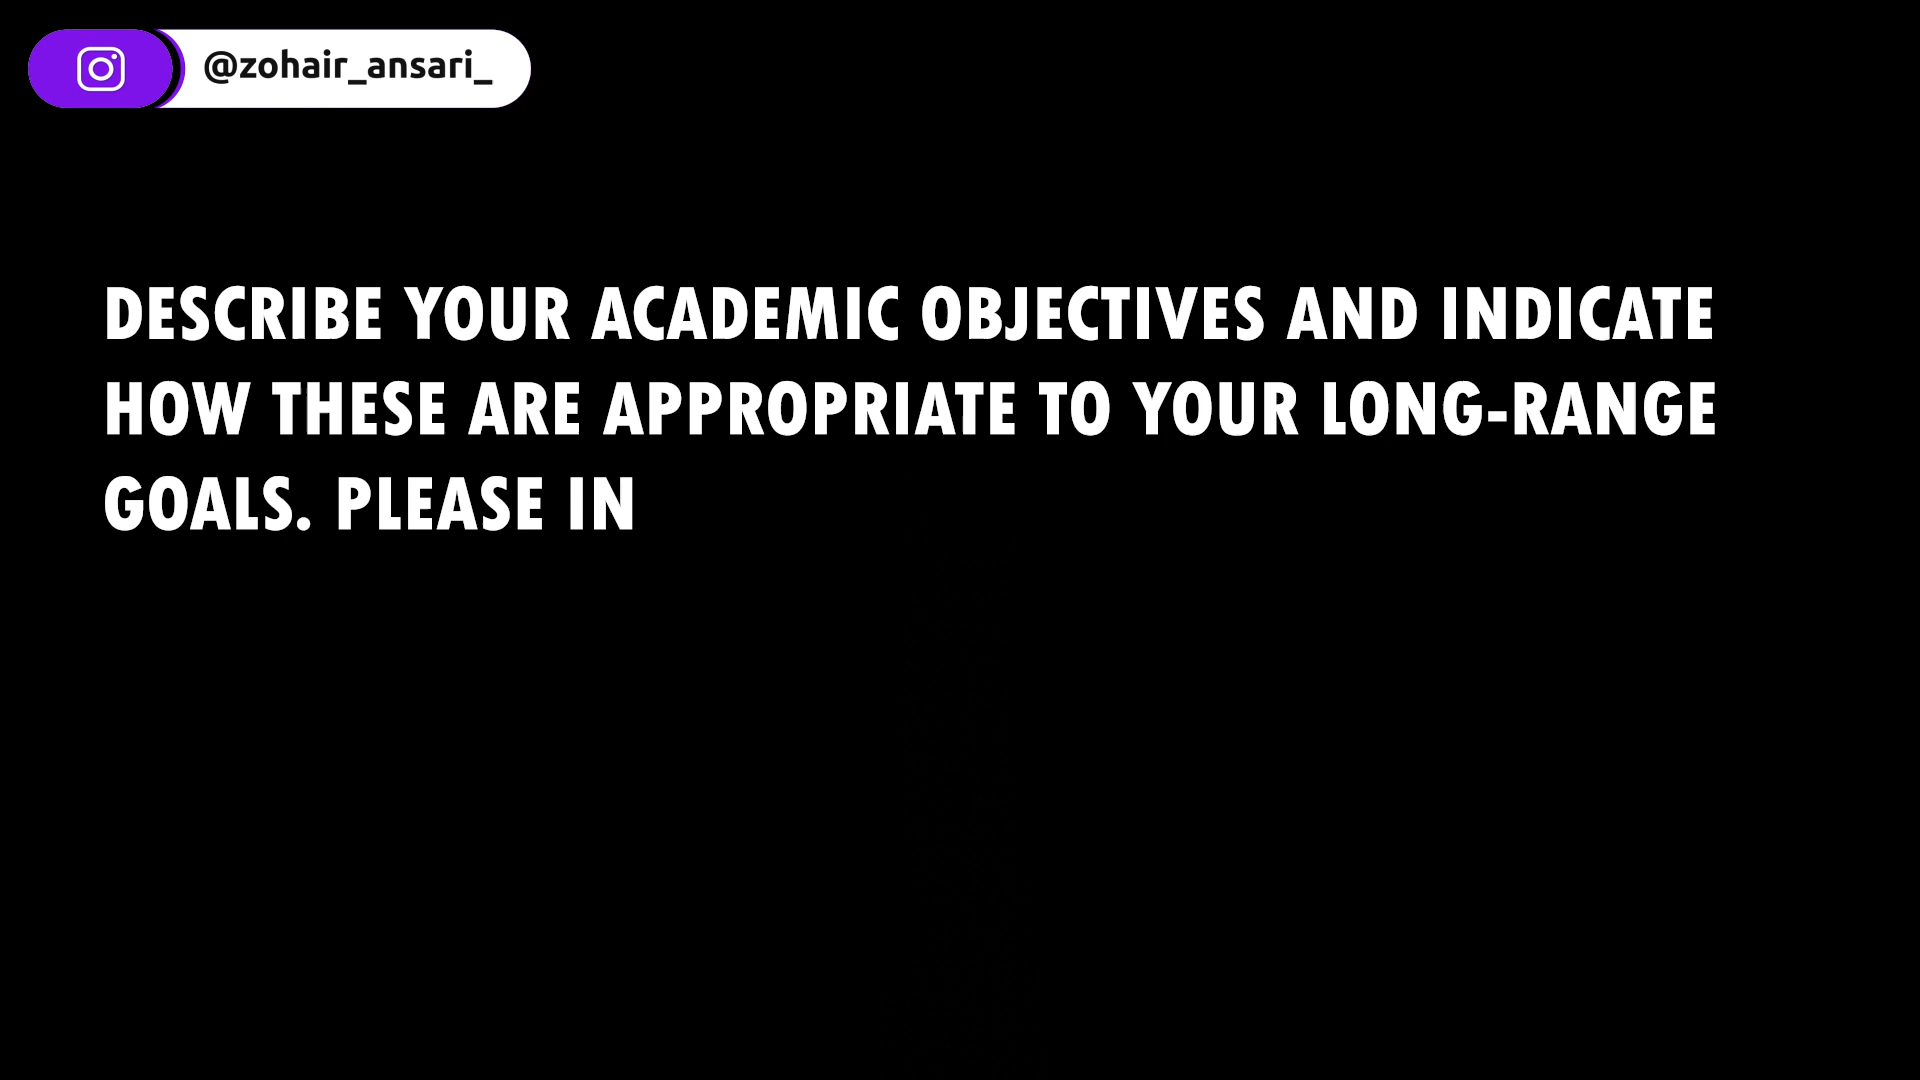 @zohair_ansari_
DESCRIBE YOUR ACADEMIC OBJECTIVES AND INDICATE
HOW THESE ARE APPROPRIATE TO YOUR LONG-RANGE
GOALS. PLEASE IN